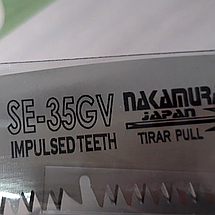 SE-35GV
IMPULSED TEETH
NAKAMURA
JAPAN
TIRAR PULL